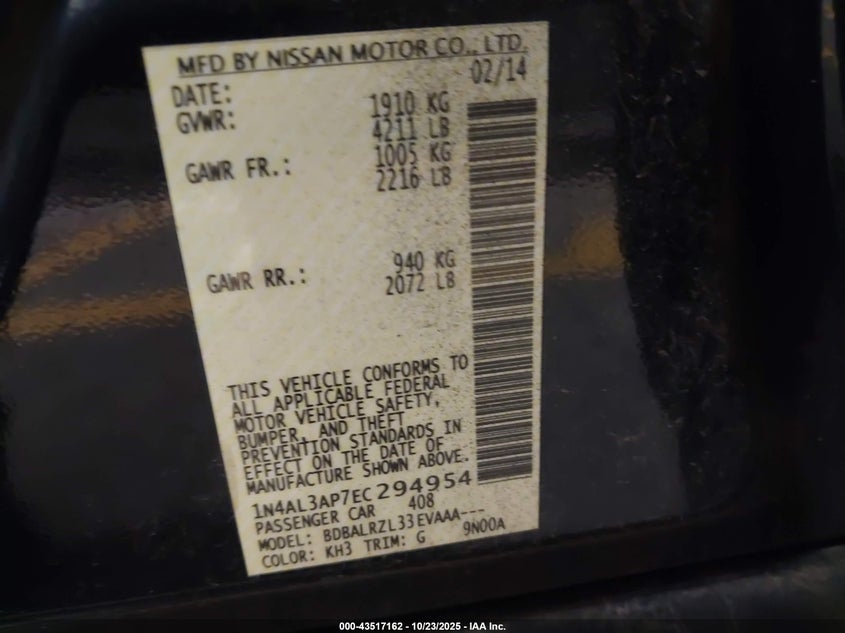 MFD BY NISSAN MOTOR CO., LTD.
DATE: 02/14
GVWR: 1910 KG
4211 LB
GAWR FR.: 1005 KG
2216 LB
GAWR RR.: 940 KG
2072 LB
THIS VEHICLE CONFORMS TO
ALL APPLICABLE FEDERAL
MOTOR VEHICLE SAFETY,
BUMPER, AND THEFT
PREVENTION STANDARDS IN
EFFECT ON THE DATE OF
MANUFACTURE SHOWN ABOVE.
1N4AL3AP7EC294954
PASSENGER CAR 408
MODEL: BDBALRZL33EVAAA---
COLOR: KH3 TRIM: G 9N00A
000-43517162 - 10/23/2025 - IAA Inc.